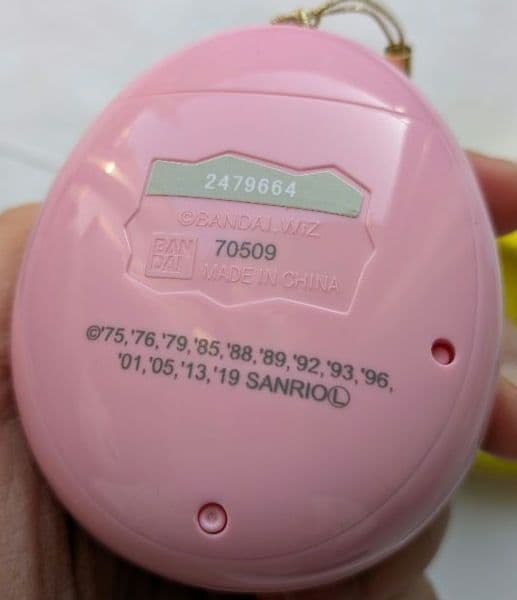 2479664
©BANDAI, WiZ
BAN
DAI
70509
MADE IN CHINA
©'75,'76,'79,'85,'88,'89,'92,'93,'96,
'01,'05,'13,'19 SANRIOⓁ